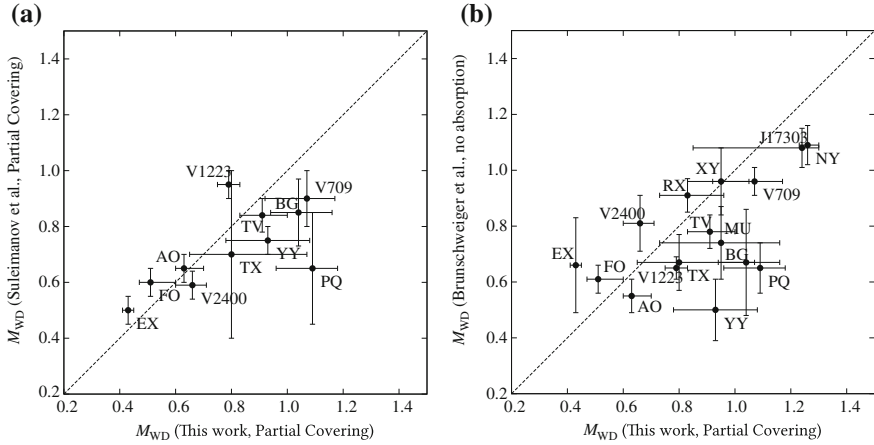 (a)
1.4
1.2
1.0
0.8
0.6
0.4
0.2
M_WD (Suleimanov et al., Partial Covering)
V1223
V709
BG
TV
AO
YY
TX
PQ
FO
V2400
EX
0.2 0.4 0.6 0.8 1.0 1.2 1.4
M_WD (This work, Partial Covering)
(b)
1.4
1.2
1.0
0.8
0.6
0.4
0.2
M_WD (Brunschweiger et al., no absorption)
J17303
NY
XY
RX
V709
V2400
TV
MU
EX
BG
FO
V1223
TX
PQ
AO
YY
0.2 0.4 0.6 0.8 1.0 1.2 1.4
M_WD (This work, Partial Covering)